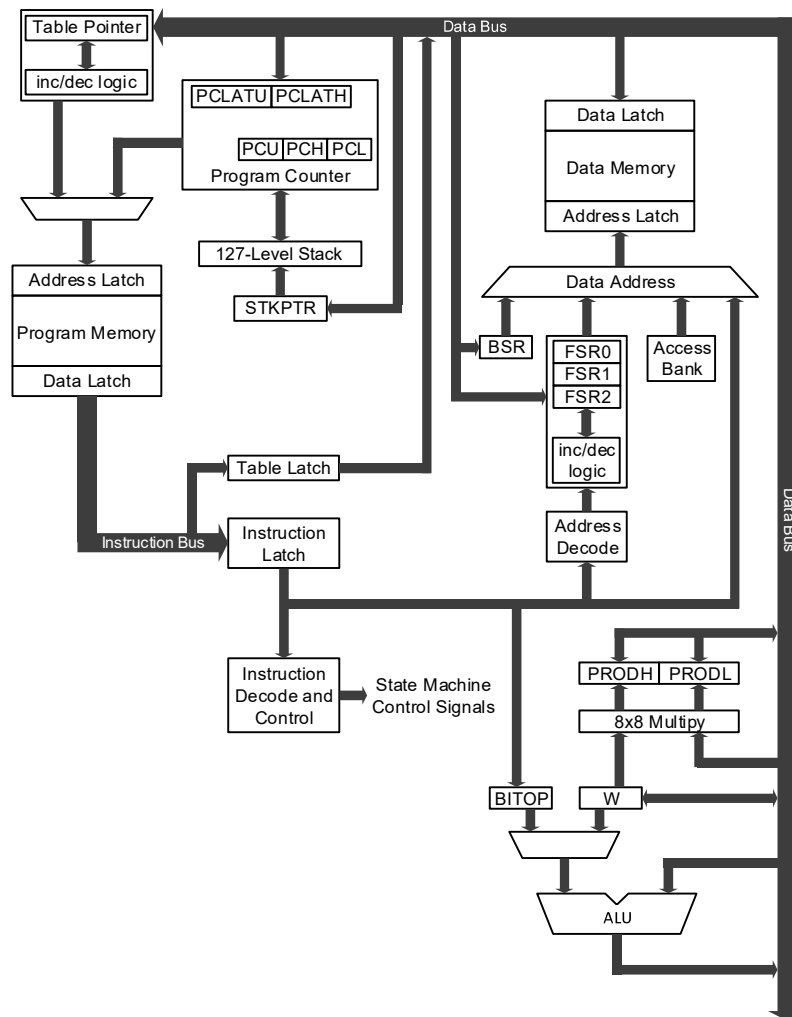 Data Bus
Table Pointer
inc/dec logic
PCLATU PCLATH
PCU PCH PCL
Program Counter
127-Level Stack
STKPTR
Address Latch
Program Memory
Data Latch
Data Latch
Data Memory
Address Latch
Data Address
BSR
FSR0
FSR1
FSR2
inc/dec
logic
Access
Bank
Address
Decode
Table Latch
Instruction Bus
Instruction
Latch
Data Bus
Instruction
Decode and
Control
State Machine
Control Signals
PRODH PRODL
8x8 Multipy
BITOP
W
ALU